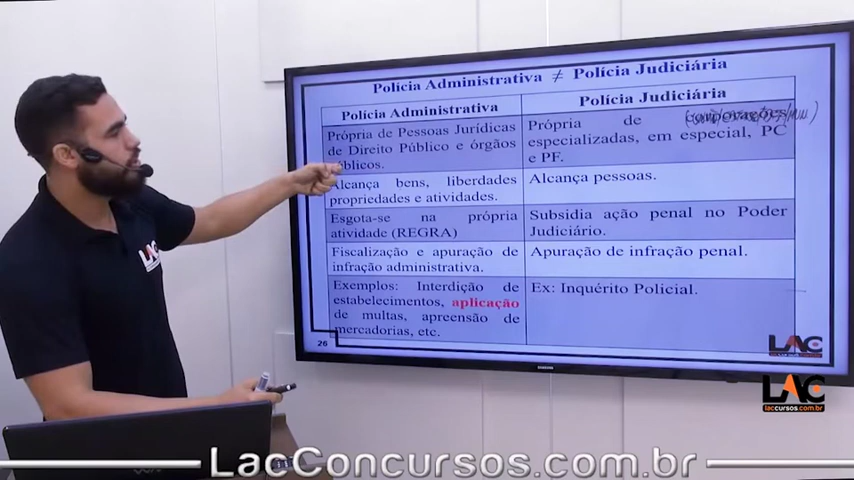 Polícia Administrativa ≠ Polícia Judiciária
Polícia Administrativa
Própria de Pessoas Jurídicas
de Direito Público e órgãos
públicos.
Alcança bens, liberdades
propriedades e atividades.
Esgota-se na própria
atividade (REGRA)
Fiscalização e apuração de
infração administrativa.
Exemplos: Interdição de
estabelecimentos, aplicação
de multas, apreensão de
mercadorias, etc.
Polícia Judiciária
Própria de
especializadas, em especial, PC
e PF.
Alcança pessoas.
Subsidia ação penal no Poder
Judiciário.
Apuração de infração penal.
Ex: Inquérito Policial.
26
LAC
SAMSUNG
LAC
LAC
laccursos.com.br
LacConcursos.com.br